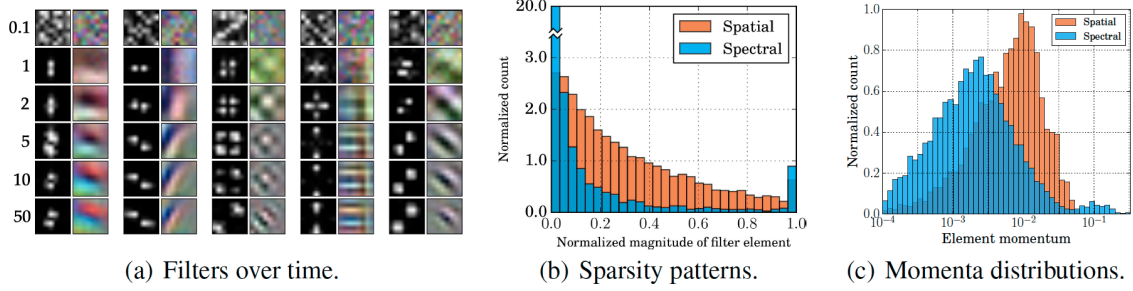 0.1
1
2
5
10
50
(a) Filters over time.
20.0
3.0
2.0
1.0
0.0
0.0 0.2 0.4 0.6 0.8 1.0
Normalized count
Normalized magnitude of filter element
Spatial
Spectral
(b) Sparsity patterns.
1.0
0.8
0.6
0.4
0.2
0.0
10⁻⁴ 10⁻³ 10⁻² 10⁻¹
Normalized count
Element momentum
Spatial
Spectral
(c) Momenta distributions.